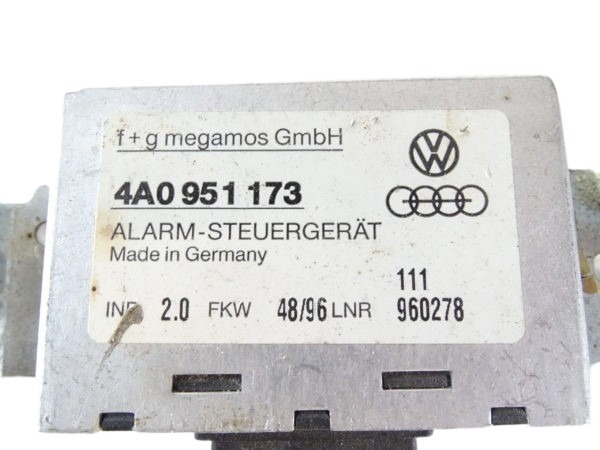 f+g megamos GmbH
4A0 951 173
ALARM-STEUERGERÄT
Made in Germany
111
IND 2.0 FKW 48/96 LNR 960278